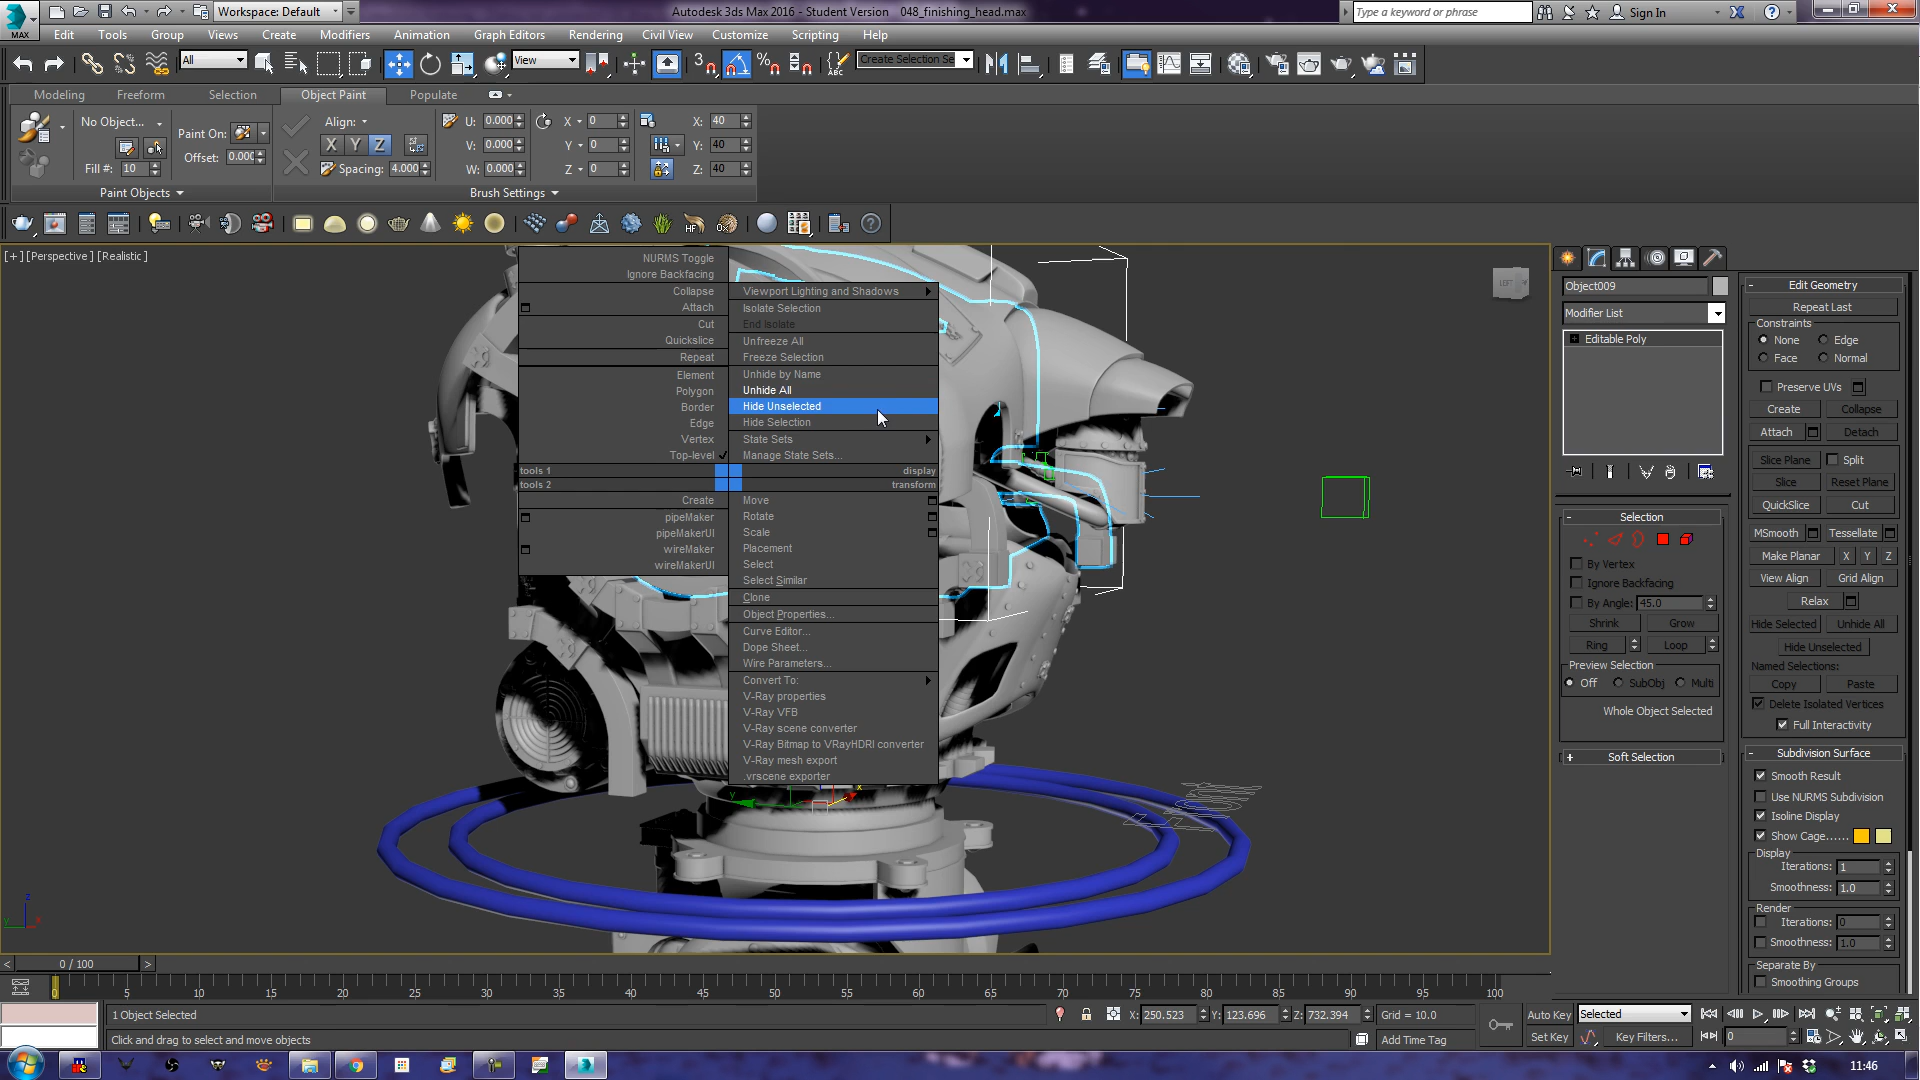 Workspace: Default
Autodesk 3ds Max 2016 - Student Version 048_finishing_head.max
Type a keyword or phrase
Sign In
MAX
Edit Tools Group Views Create Modifiers Animation Graph Editors Rendering Civil View Customize Scripting Help
All
View
3
Create Selection Se
Modeling Freeform Selection Object Paint Populate
No Object...
Paint On:
Fill #: 10
Offset: 0.000
Align:
X Y Z
Spacing: 4.000
U: 0.000
V: 0.000
W: 0.000
X 0
Y 0
Z 0
X: 40
Y: 40
Z: 40
Paint Objects
Brush Settings
[+] [Perspective] [Realistic]
NURMS Toggle
Ignore Backfacing
Collapse
Attach
Cut
Quickslice
Repeat
Element
Polygon
Border
Edge
Vertex
Top-level
tools 1
tools 2
Create
pipeMaker
pipeMakerUI
wireMaker
wireMakerUI
Viewport Lighting and Shadows
Isolate Selection
End Isolate
Unfreeze All
Freeze Selection
Unhide by Name
Unhide All
Hide Unselected
Hide Selection
State Sets
Manage State Sets...
display
transform
Move
Rotate
Scale
Placement
Select
Select Similar
Clone
Object Properties...
Curve Editor...
Dope Sheet...
Wire Parameters...
Convert To:
V-Ray properties
V-Ray VFB
V-Ray scene converter
V-Ray Bitmap to VRayHDRI converter
V-Ray mesh export
.vrscene exporter
LEFT
y
x
z
y x
Object009
Modifier List
Editable Poly
Selection
By Vertex
Ignore Backfacing
By Angle: 45.0
Shrink Grow
Ring Loop
Preview Selection
Off SubObj Multi
Whole Object Selected
Soft Selection
Edit Geometry
Repeat Last
Constraints
None Edge
Face Normal
Preserve UVs
Create Collapse
Attach Detach
Slice Plane Split
Slice Reset Plane
QuickSlice Cut
MSmooth Tessellate
Make Planar X Y Z
View Align Grid Align
Relax
Hide Selected Unhide All
Hide Unselected
Named Selections:
Copy Paste
Delete Isolated Vertices
Full Interactivity
Subdivision Surface
Smooth Result
Use NURMS Subdivision
Isoline Display
Show Cage......
Display
Iterations: 1
Smoothness: 1.0
Render
Iterations: 0
Smoothness: 1.0
Separate By
Smoothing Groups
0 / 100
0 5 10 15 20 25 30 35 40 45 50 55 60 65 70 75 80 85 90 95 100
1 Object Selected
X: 250.523 Y: 123.696 Z: 732.394 Grid = 10.0
Auto Key Selected
Click and drag to select and move objects
Add Time Tag
Set Key Key Filters...
0
11:46